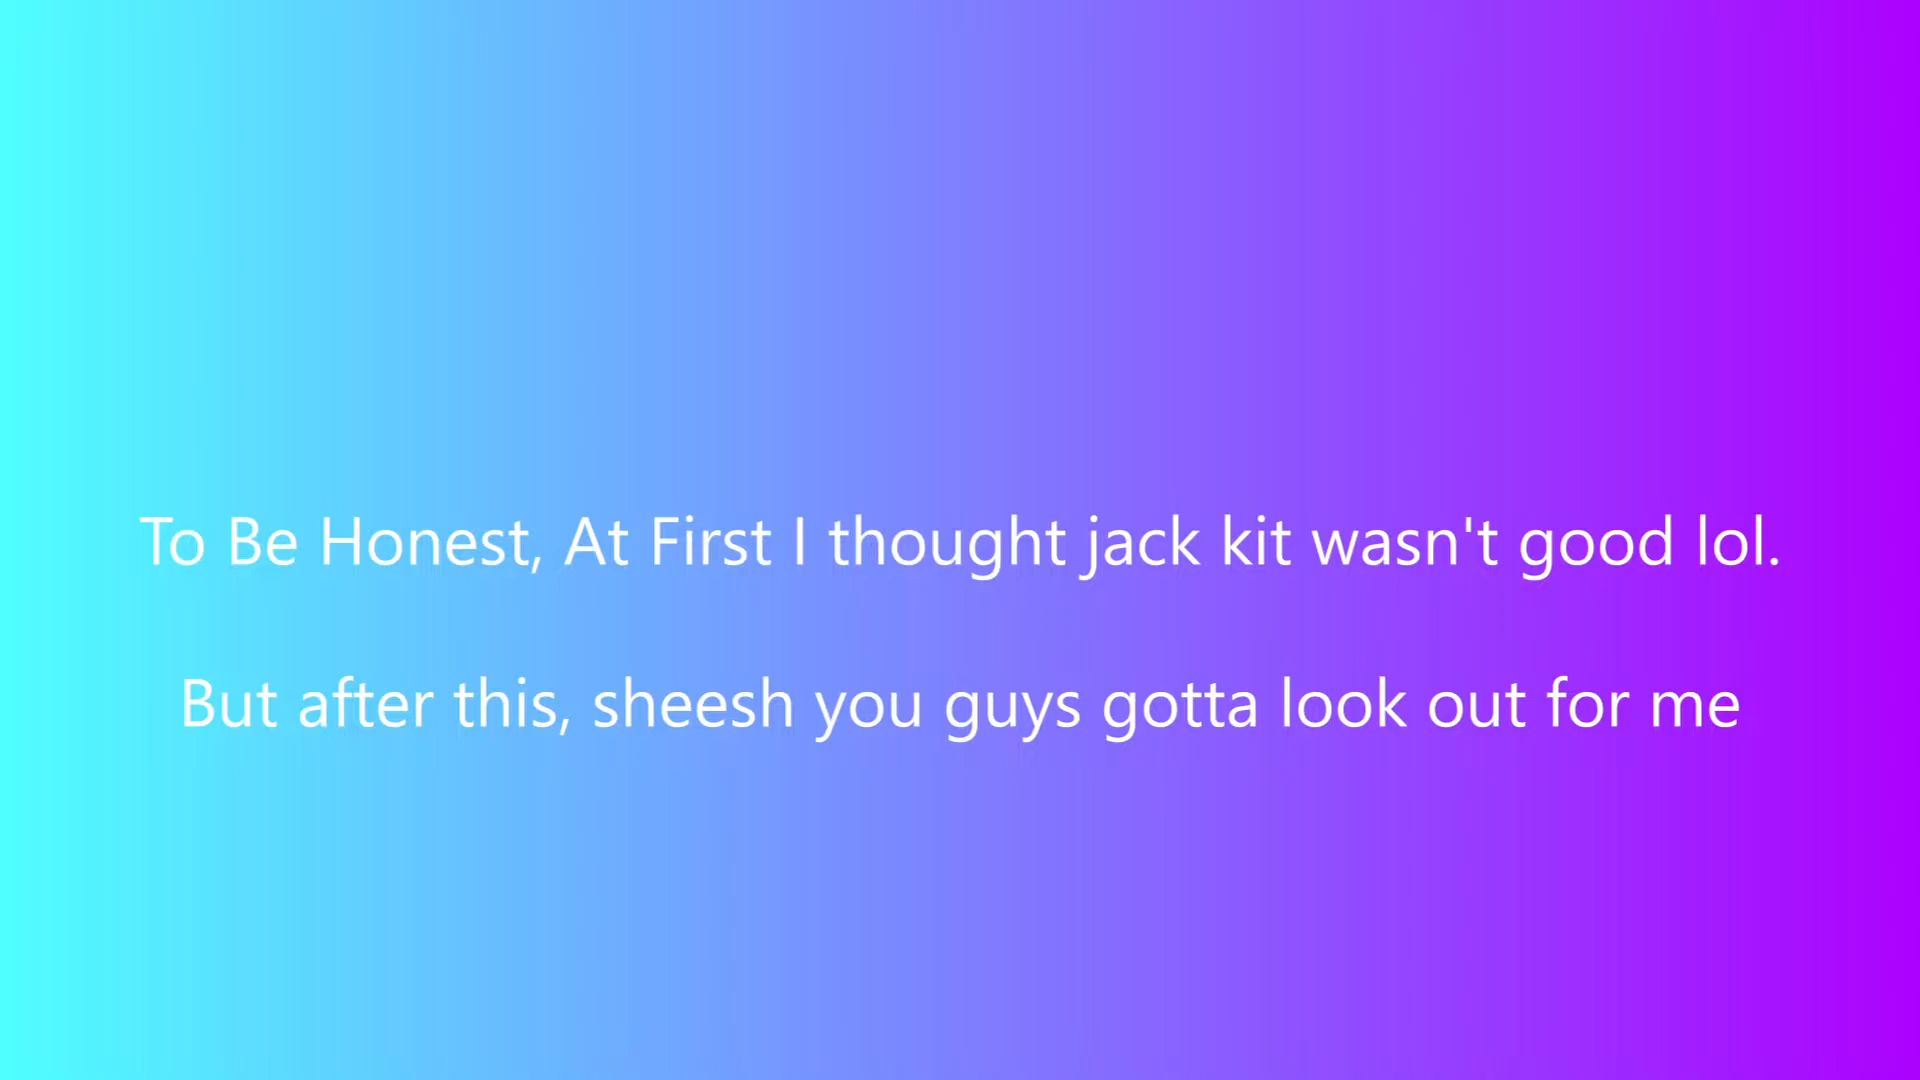 To Be Honest, At First I thought jack kit wasn't good lol.
But after this, sheesh you guys gotta look out for me